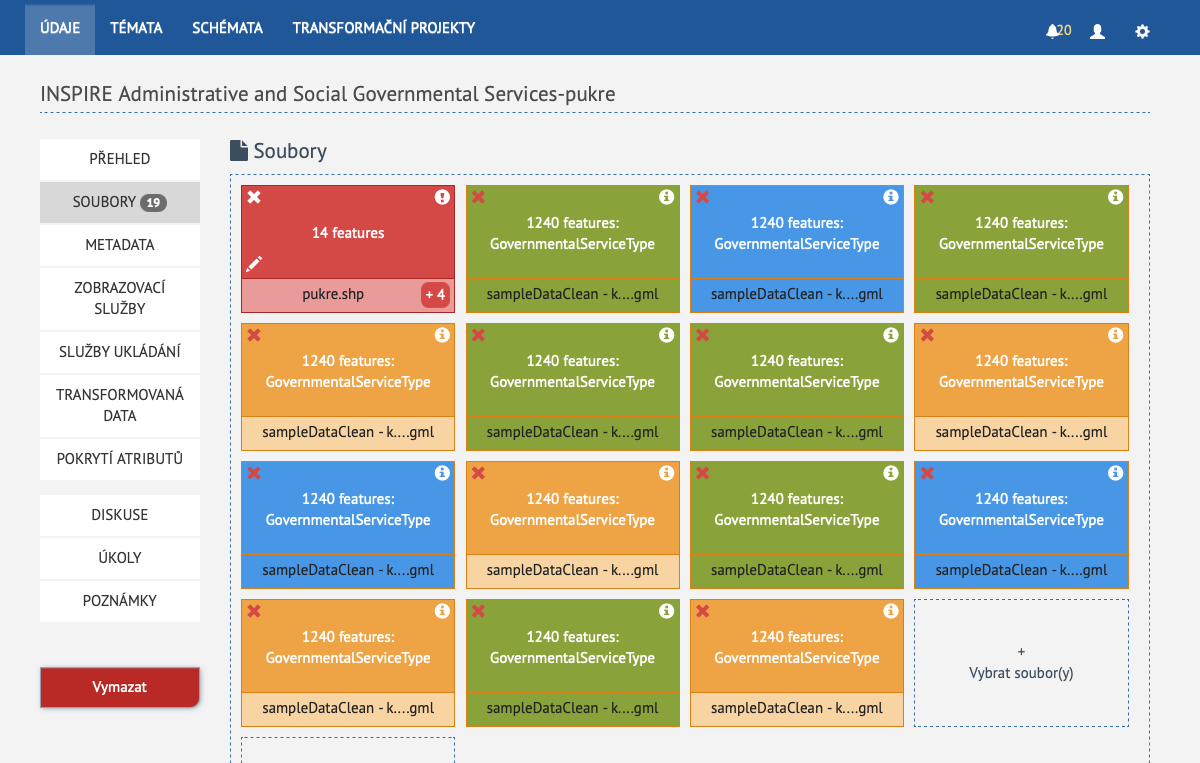 ÚDAJE TÉMATA SCHÉMATA TRANSFORMAČNÍ PROJEKTY 20
INSPIRE Administrative and Social Governmental Services-pukre
PŘEHLED
SOUBORY 19
METADATA
ZOBRAZOVACÍ
SLUŽBY
SLUŽBY UKLÁDÁNÍ
TRANSFORMOVANÁ
DATA
POKRYTÍ ATRIBUTŮ
DISKUSE
ÚKOLY
POZNÁMKY
Vymazat
Soubory
14 features
pukre.shp + 4
1240 features:
GovernmentalServiceType
sampleDataClean - k....gml
1240 features:
GovernmentalServiceType
sampleDataClean - k....gml
1240 features:
GovernmentalServiceType
sampleDataClean - k....gml
1240 features:
GovernmentalServiceType
sampleDataClean - k....gml
1240 features:
GovernmentalServiceType
sampleDataClean - k....gml
1240 features:
GovernmentalServiceType
sampleDataClean - k....gml
1240 features:
GovernmentalServiceType
sampleDataClean - k....gml
1240 features:
GovernmentalServiceType
sampleDataClean - k....gml
1240 features:
GovernmentalServiceType
sampleDataClean - k....gml
1240 features:
GovernmentalServiceType
sampleDataClean - k....gml
1240 features:
GovernmentalServiceType
sampleDataClean - k....gml
1240 features:
GovernmentalServiceType
sampleDataClean - k....gml
1240 features:
GovernmentalServiceType
sampleDataClean - k....gml
1240 features:
GovernmentalServiceType
sampleDataClean - k....gml
+
Vybrat soubor(y)